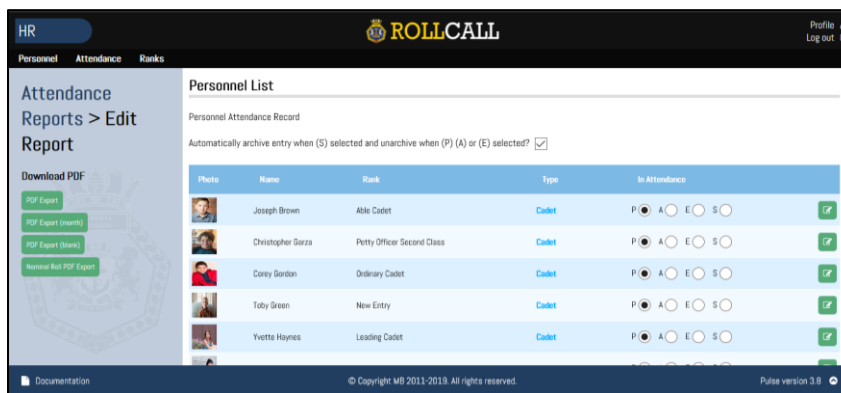 HR
ROLLCALL
Profile
Log out
Personnel Attendance Ranks
Attendance
Reports > Edit
Report
Download PDF
PDF Export
PDF Export (month)
PDF Export (blank)
Nominal Roll PDF Export
Personnel List
Personnel Attendance Record
Automatically archive entry when (S) selected and unarchive when (P) (A) or (E) selected?
Photo Name Rank Type In Attendance
Joseph Brown Able Cadet Cadet P A E S
Christopher Garza Petty Officer Second Class Cadet P A E S
Corey Gordon Ordinary Cadet Cadet P A E S
Toby Green New Entry Cadet P A E S
Yvette Haynes Leading Cadet Cadet P A E S
Documentation © Copyright MB 2011-2019. All rights reserved. Pulse version 3.8